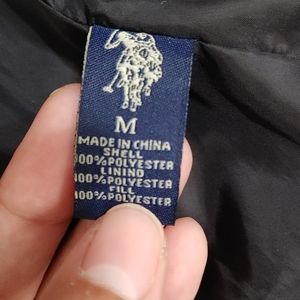 M
MADE IN CHINA
SHELL
100% POLYESTER
LINING
100% POLYESTER
FILL
100% POLYESTER